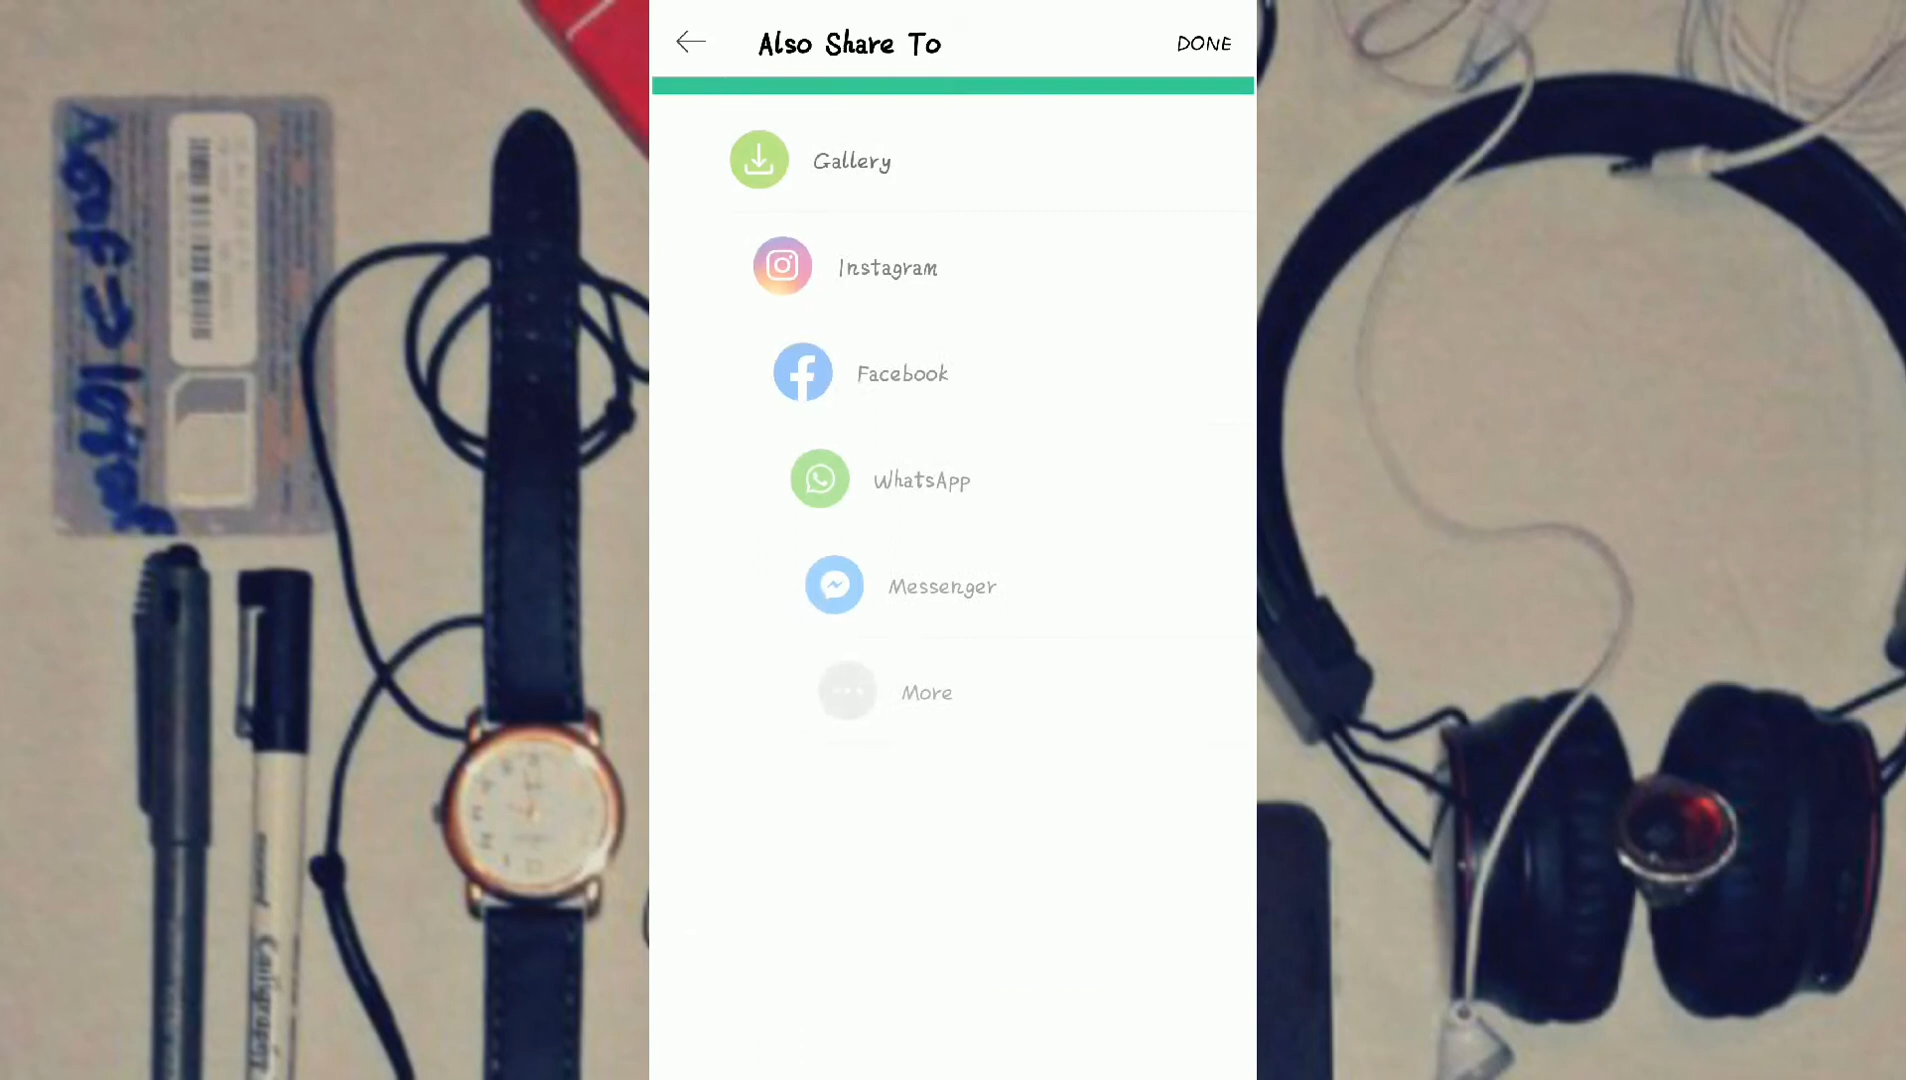 Also Share To
DONE
Gallery
Instagram
Facebook
WhatsApp
Messenger
More